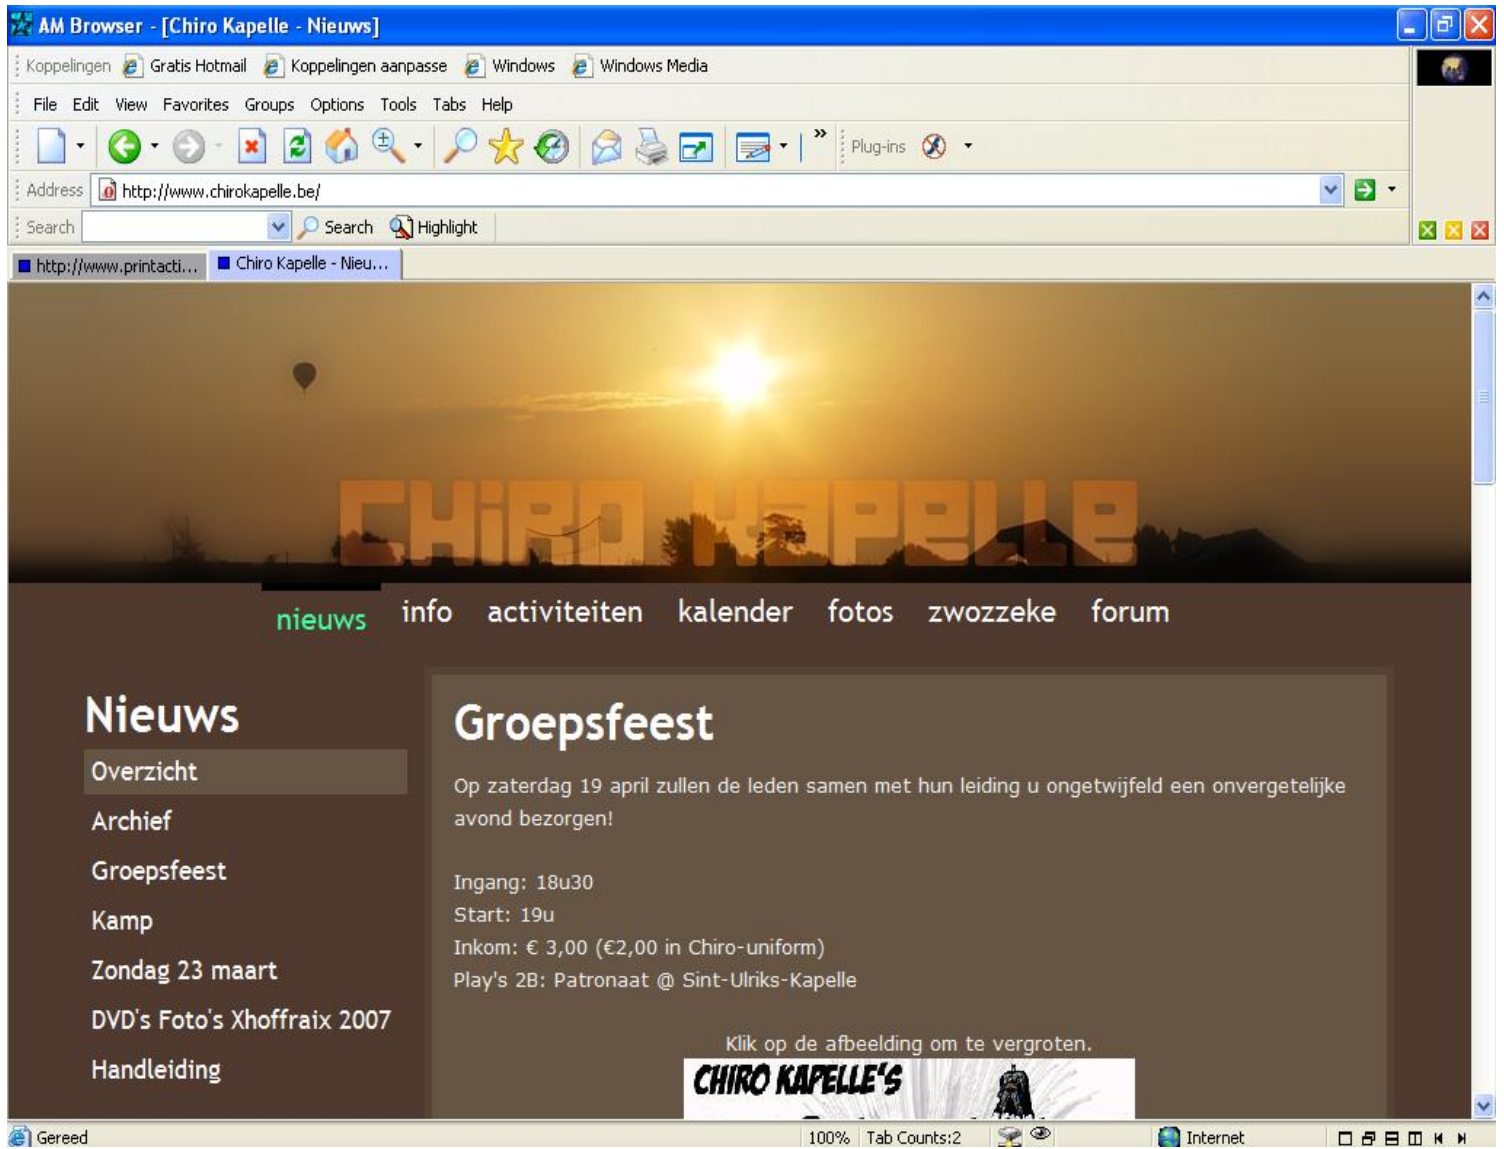 AM Browser - [Chiro Kapelle - Nieuws]
Koppelingen Gratis Hotmail Koppelingen aanpasse Windows Windows Media
File Edit View Favorites Groups Options Tools Tabs Help
» Plug-ins
Address http://www.chirokapelle.be/
Search Search Highlight
http://www.printacti... Chiro Kapelle - Nieu...
CHIRO KAPELLE
nieuws info activiteiten kalender fotos zwozzeke forum
Nieuws
Overzicht
Archief
Groepsfeest
Kamp
Zondag 23 maart
DVD's Foto's Xhoffraix 2007
Handleiding
Groepsfeest
Op zaterdag 19 april zullen de leden samen met hun leiding u ongetwijfeld een onvergetelijke
avond bezorgen!
Ingang: 18u30
Start: 19u
Inkom: € 3,00 (€2,00 in Chiro-uniform)
Play's 2B: Patronaat @ Sint-Ulriks-Kapelle
Klik op de afbeelding om te vergroten.
CHIRO KAPELLE'S
Gereed 100% Tab Counts:2 Internet